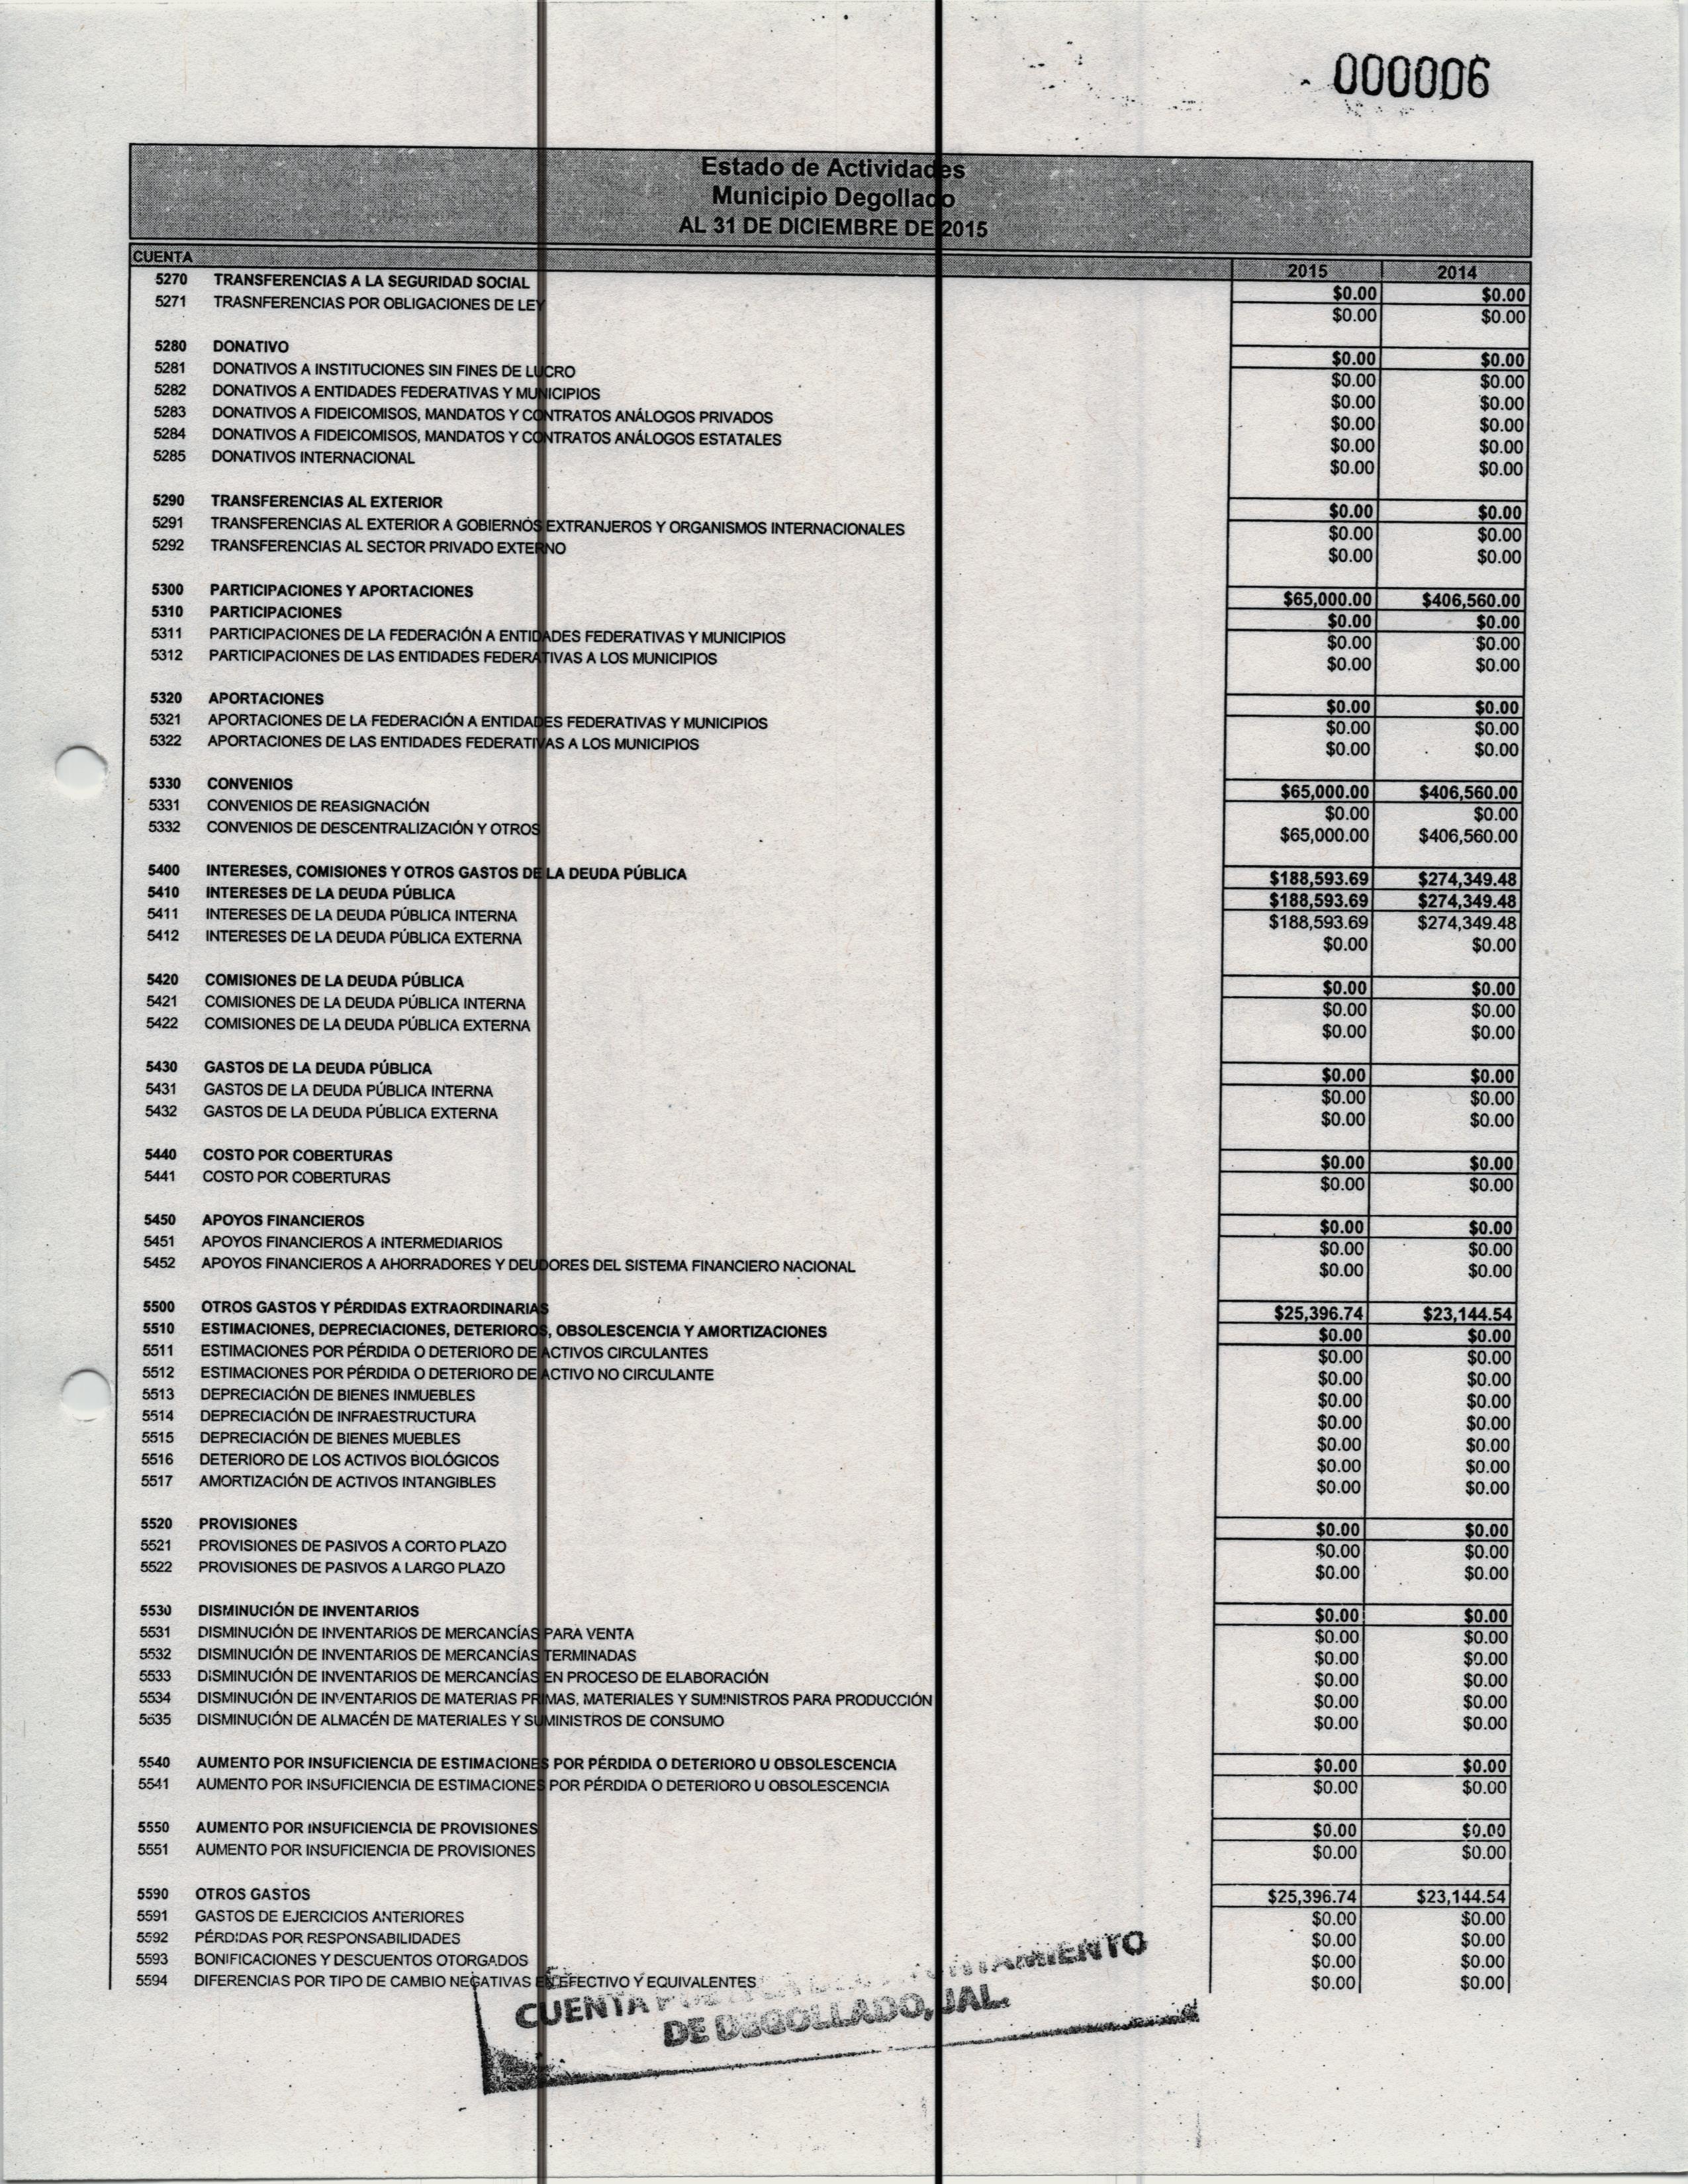 000006
Estado de Actividades
Municipio Degollado
AL 31 DE DICIEMBRE DE 2015
CUENTA 2015 2014
5270 TRANSFERENCIAS A LA SEGURIDAD SOCIAL $0.00 $0.00
5271 TRASNFERENCIAS POR OBLIGACIONES DE LEY $0.00 $0.00
5280 DONATIVO $0.00 $0.00
5281 DONATIVOS A INSTITUCIONES SIN FINES DE LUCRO $0.00 $0.00
5282 DONATIVOS A ENTIDADES FEDERATIVAS Y MUNICIPIOS $0.00 $0.00
5283 DONATIVOS A FIDEICOMISOS, MANDATOS Y CONTRATOS ANÁLOGOS PRIVADOS $0.00 $0.00
5284 DONATIVOS A FIDEICOMISOS, MANDATOS Y CONTRATOS ANÁLOGOS ESTATALES $0.00 $0.00
5285 DONATIVOS INTERNACIONAL $0.00 $0.00
5290 TRANSFERENCIAS AL EXTERIOR $0.00 $0.00
5291 TRANSFERENCIAS AL EXTERIOR A GOBIERNOS EXTRANJEROS Y ORGANISMOS INTERNACIONALES $0.00 $0.00
5292 TRANSFERENCIAS AL SECTOR PRIVADO EXTERNO $0.00 $0.00
5300 PARTICIPACIONES Y APORTACIONES $65,000.00 $406,560.00
5310 PARTICIPACIONES $0.00 $0.00
5311 PARTICIPACIONES DE LA FEDERACIÓN A ENTIDADES FEDERATIVAS Y MUNICIPIOS $0.00 $0.00
5312 PARTICIPACIONES DE LAS ENTIDADES FEDERATIVAS A LOS MUNICIPIOS $0.00 $0.00
5320 APORTACIONES $0.00 $0.00
5321 APORTACIONES DE LA FEDERACIÓN A ENTIDADES FEDERATIVAS Y MUNICIPIOS $0.00 $0.00
5322 APORTACIONES DE LAS ENTIDADES FEDERATIVAS A LOS MUNICIPIOS $0.00 $0.00
5330 CONVENIOS $65,000.00 $406,560.00
5331 CONVENIOS DE REASIGNACIÓN $0.00 $0.00
5332 CONVENIOS DE DESCENTRALIZACIÓN Y OTROS $65,000.00 $406,560.00
5400 INTERESES, COMISIONES Y OTROS GASTOS DE LA DEUDA PÚBLICA $188,593.69 $274,349.48
5410 INTERESES DE LA DEUDA PÚBLICA $188,593.69 $274,349.48
5411 INTERESES DE LA DEUDA PÚBLICA INTERNA $188,593.69 $274,349.48
5412 INTERESES DE LA DEUDA PÚBLICA EXTERNA $0.00 $0.00
5420 COMISIONES DE LA DEUDA PÚBLICA $0.00 $0.00
5421 COMISIONES DE LA DEUDA PÚBLICA INTERNA $0.00 $0.00
5422 COMISIONES DE LA DEUDA PÚBLICA EXTERNA $0.00 $0.00
5430 GASTOS DE LA DEUDA PÚBLICA $0.00 $0.00
5431 GASTOS DE LA DEUDA PÚBLICA INTERNA $0.00 $0.00
5432 GASTOS DE LA DEUDA PÚBLICA EXTERNA $0.00 $0.00
5440 COSTO POR COBERTURAS $0.00 $0.00
5441 COSTO POR COBERTURAS $0.00 $0.00
5450 APOYOS FINANCIEROS $0.00 $0.00
5451 APOYOS FINANCIEROS A INTERMEDIARIOS $0.00 $0.00
5452 APOYOS FINANCIEROS A AHORRADORES Y DEUDORES DEL SISTEMA FINANCIERO NACIONAL $0.00 $0.00
5500 OTROS GASTOS Y PÉRDIDAS EXTRAORDINARIAS $25,396.74 $23,144.54
5510 ESTIMACIONES, DEPRECIACIONES, DETERIOROS, OBSOLESCENCIA Y AMORTIZACIONES $0.00 $0.00
5511 ESTIMACIONES POR PÉRDIDA O DETERIORO DE ACTIVOS CIRCULANTES $0.00 $0.00
5512 ESTIMACIONES POR PÉRDIDA O DETERIORO DE ACTIVO NO CIRCULANTE $0.00 $0.00
5513 DEPRECIACIÓN DE BIENES INMUEBLES $0.00 $0.00
5514 DEPRECIACIÓN DE INFRAESTRUCTURA $0.00 $0.00
5515 DEPRECIACIÓN DE BIENES MUEBLES $0.00 $0.00
5516 DETERIORO DE LOS ACTIVOS BIOLÓGICOS $0.00 $0.00
5517 AMORTIZACIÓN DE ACTIVOS INTANGIBLES $0.00 $0.00
5520 PROVISIONES $0.00 $0.00
5521 PROVISIONES DE PASIVOS A CORTO PLAZO $0.00 $0.00
5522 PROVISIONES DE PASIVOS A LARGO PLAZO $0.00 $0.00
5530 DISMINUCIÓN DE INVENTARIOS $0.00 $0.00
5531 DISMINUCIÓN DE INVENTARIOS DE MERCANCÍAS PARA VENTA $0.00 $0.00
5532 DISMINUCIÓN DE INVENTARIOS DE MERCANCÍAS TERMINADAS $0.00 $0.00
5533 DISMINUCIÓN DE INVENTARIOS DE MERCANCÍAS EN PROCESO DE ELABORACIÓN $0.00 $0.00
5534 DISMINUCIÓN DE INVENTARIOS DE MATERIAS PRIMAS, MATERIALES Y SUMINISTROS PARA PRODUCCIÓN $0.00 $0.00
5535 DISMINUCIÓN DE ALMACÉN DE MATERIALES Y SUMINISTROS DE CONSUMO $0.00 $0.00
5540 AUMENTO POR INSUFICIENCIA DE ESTIMACIONES POR PÉRDIDA O DETERIORO U OBSOLESCENCIA $0.00 $0.00
5541 AUMENTO POR INSUFICIENCIA DE ESTIMACIONES POR PÉRDIDA O DETERIORO U OBSOLESCENCIA $0.00 $0.00
5550 AUMENTO POR INSUFICIENCIA DE PROVISIONES $0.00 $0.00
5551 AUMENTO POR INSUFICIENCIA DE PROVISIONES $0.00 $0.00
5590 OTROS GASTOS $25,396.74 $23,144.54
5591 GASTOS DE EJERCICIOS ANTERIORES $0.00 $0.00
5592 PÉRDIDAS POR RESPONSABILIDADES $0.00 $0.00
5593 BONIFICACIONES Y DESCUENTOS OTORGADOS $0.00 $0.00
5594 DIFERENCIAS POR TIPO DE CAMBIO NEGATIVAS EN EFECTIVO Y EQUIVALENTES $0.00 $0.00
CUENTA
DE DEGOLLADO, JAL.